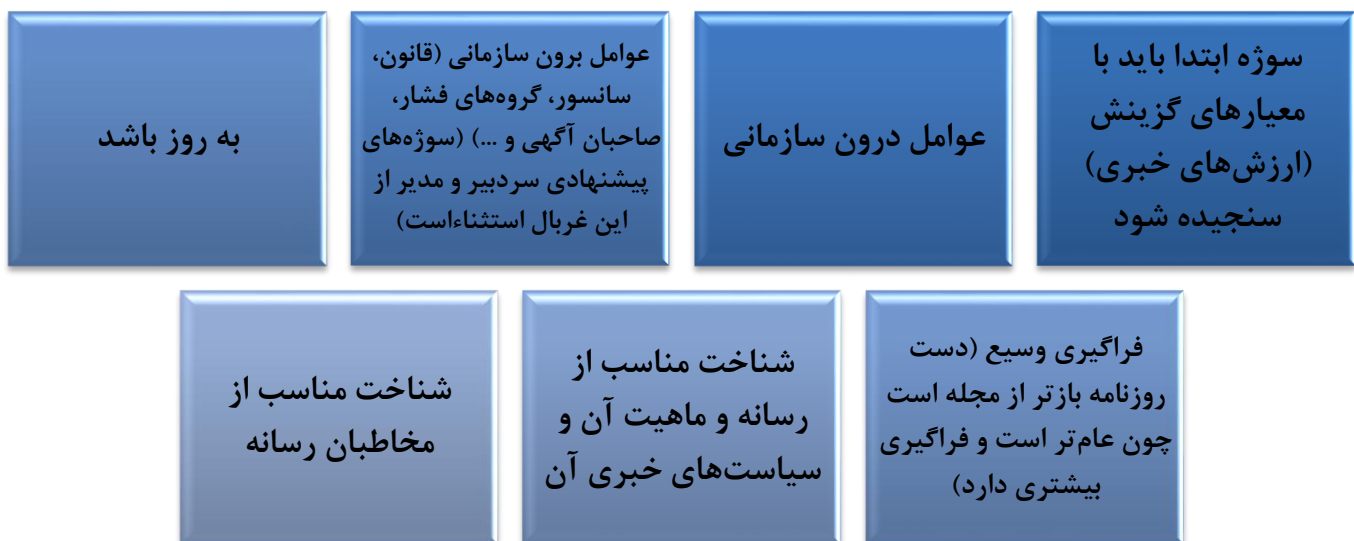 سوژه ابتدا باید با
معیارهای گزینش
(ارزش‌های خبری)
سنجیده شود
عوامل درون سازمانی
عوامل برون سازمانی (قانون،
سانسور، گروه‌های فشار،
صاحبان آگهی و ...) (سوژه‌های
پیشنهادی سردبیر و مدیر از
این غربال استثناءاست)
به روز باشد
فراگیری وسیع (دست
روزنامه بازتر از مجله است
چون عام‌تر است و فراگیری
بیشتری دارد)
شناخت مناسب از
رسانه و ماهیت آن و
سیاست‌های خبری آن
شناخت مناسب از
مخاطبان رسانه